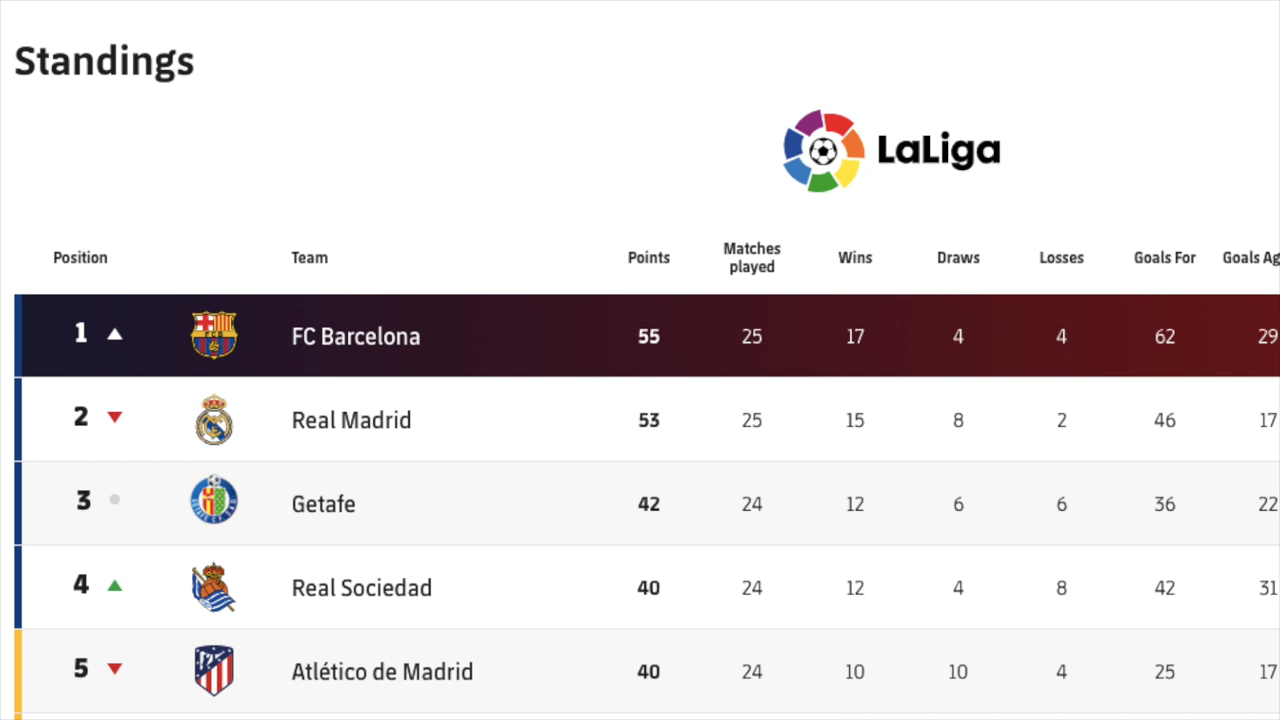 Standings
LaLiga
Position Team Points Matches played Wins Draws Losses Goals For Goals Ag
1 FC Barcelona 55 25 17 4 4 62 29
2 Real Madrid 53 25 15 8 2 46 17
3 Getafe 42 24 12 6 6 36 22
4 Real Sociedad 40 24 12 4 8 42 31
5 Atlético de Madrid 40 24 10 10 4 25 17